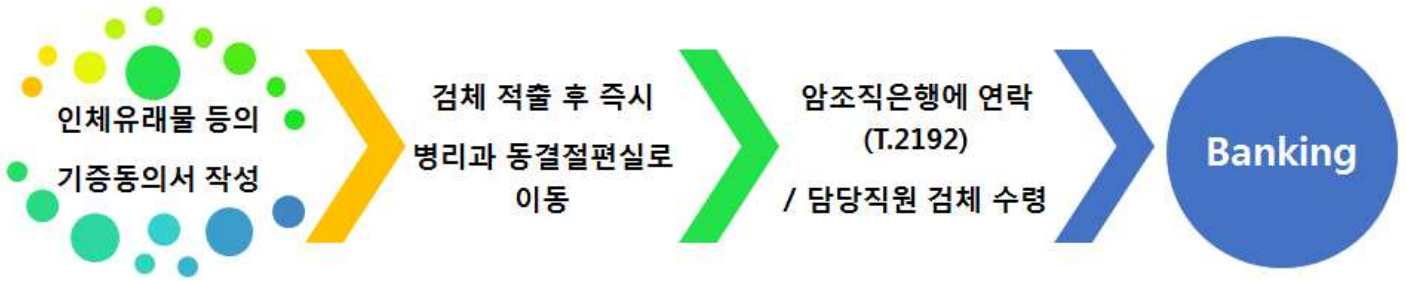 인체유래물 등의
기증동의서 작성
검체 적출 후 즉시
병리과 동결절편실로
이동
암조직은행에 연락
(T.2192)
/ 담당직원 검체 수령
Banking